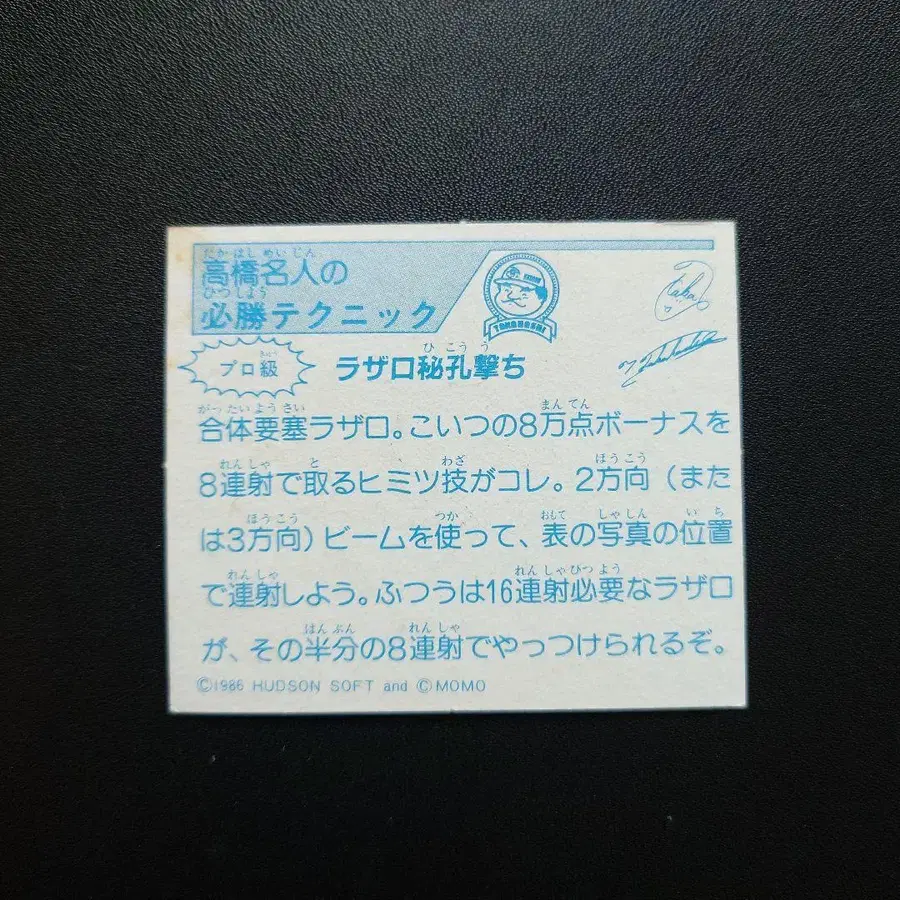 高橋名人の
必勝テクニック
TAKAHASHI
プロ級
ラザロ秘孔撃ち
合体要塞ラザロ。こいつの8万点ボーナスを
8連射で取るヒミツ技がコレ。2方向（また
は3方向）ビームを使って、表の写真の位置
で連射しよう。ふつうは16連射必要なラザロ
が、その半分の8連射でやっつけられるぞ。
©1986 HUDSON SOFT and ©MOMO